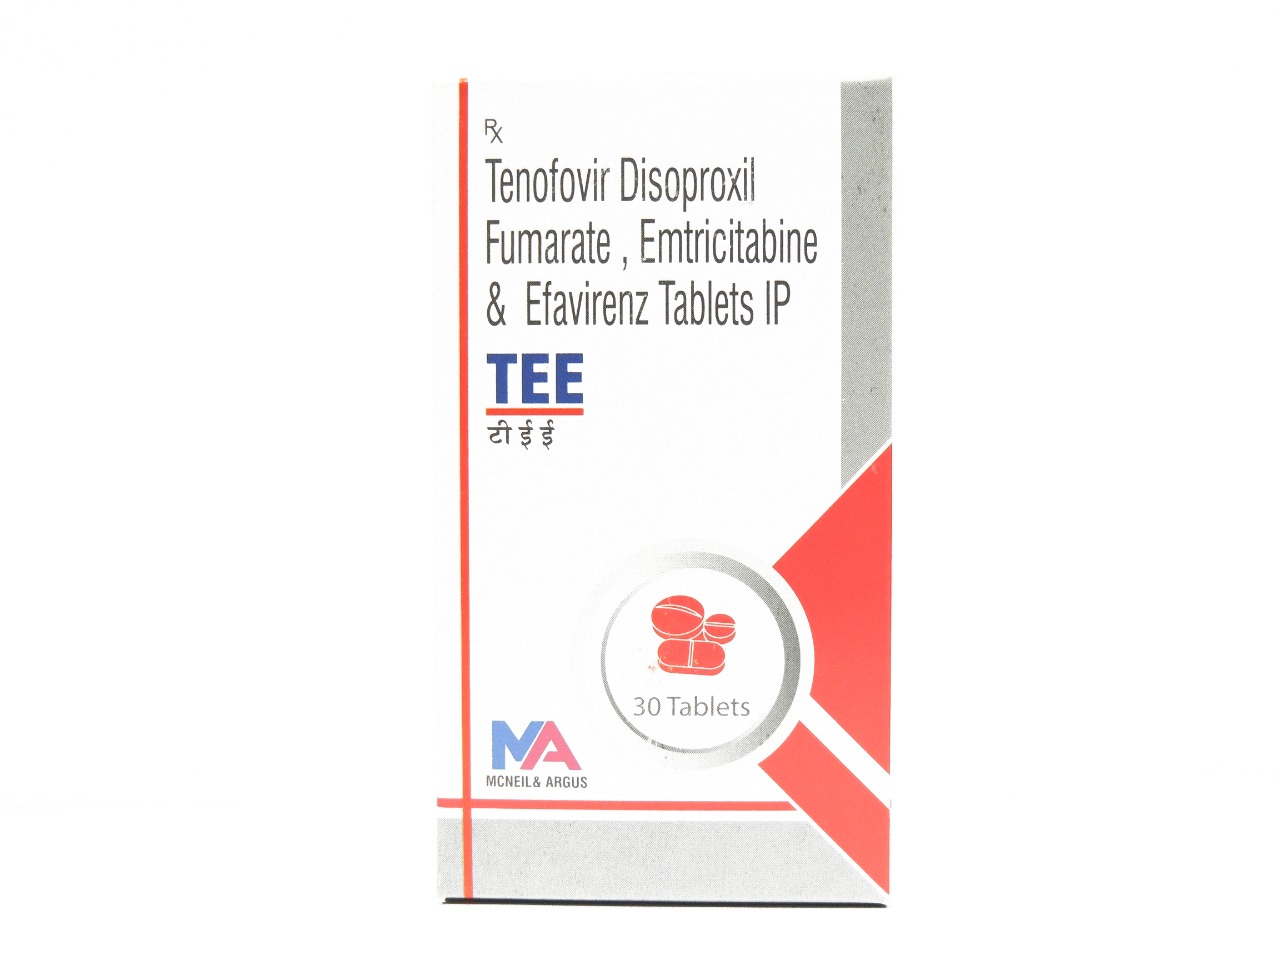 Rx
Tenofovir Disoproxil
Fumarate , Emtricitabine
& Efavirenz Tablets IP
TEE
टी ई ई
30 Tablets
MA
MCNEIL& ARGUS